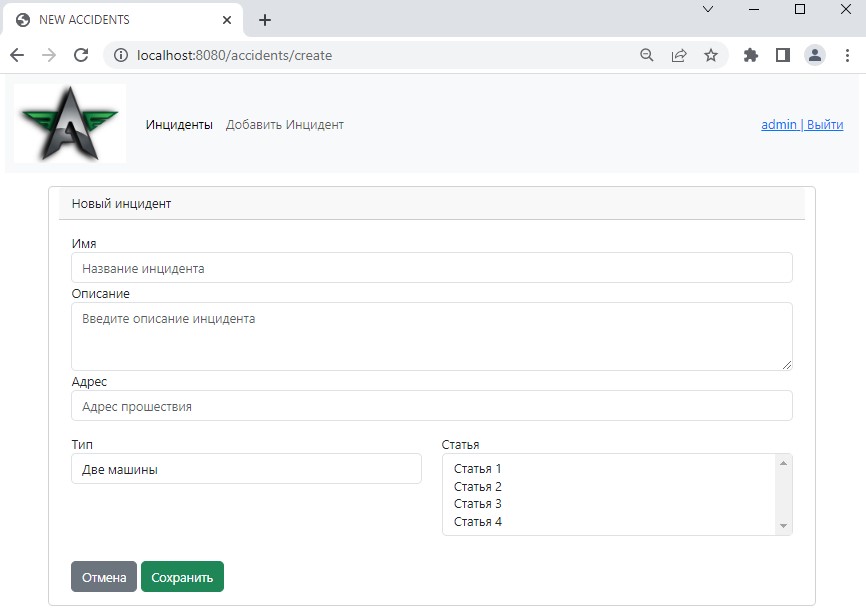 NEW ACCIDENTS
localhost:8080/accidents/create
Инциденты Добавить Инцидент admin | Выйти
Новый инцидент
Имя
Название инцидента
Описание
Введите описание инцидента
Адрес
Адрес прошествия
Тип Статья
Две машины
Статья 1
Статья 2
Статья 3
Статья 4
Отмена Сохранить